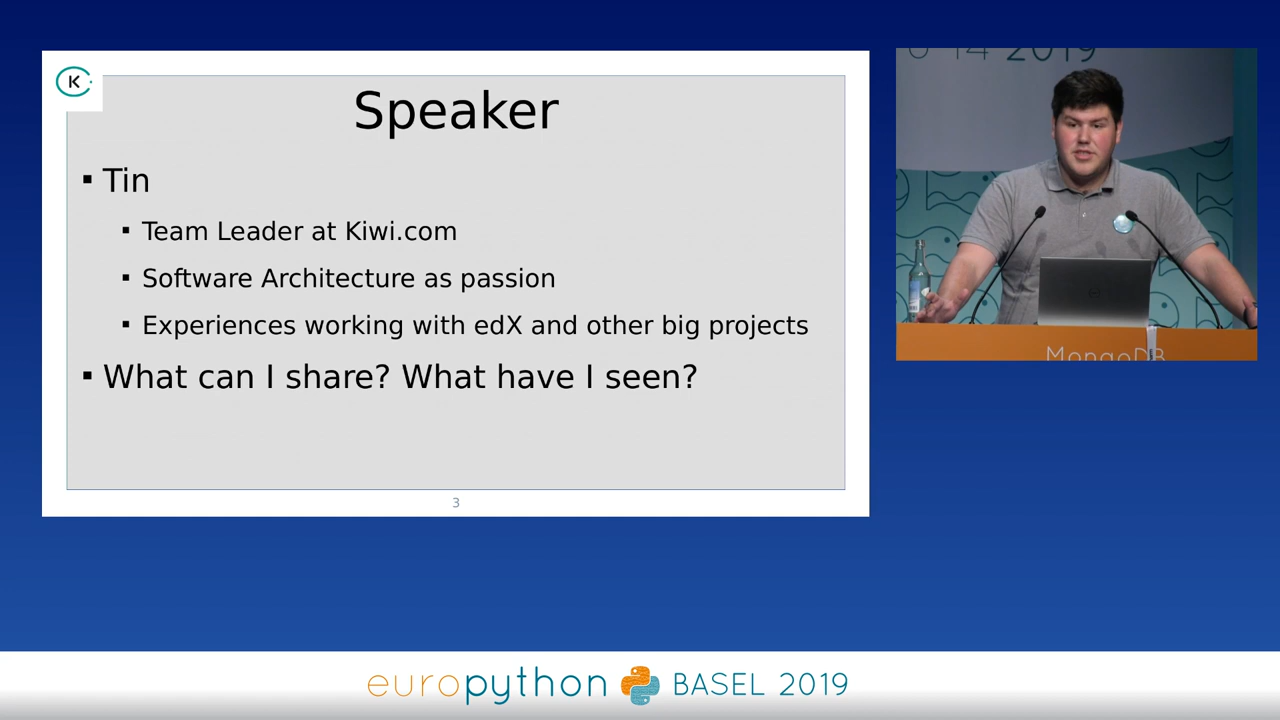 K
Speaker
Tin
Team Leader at Kiwi.com
Software Architecture as passion
Experiences working with edX and other big projects
What can I share? What have I seen?
3
2019
MongoDB
europython BASEL 2019